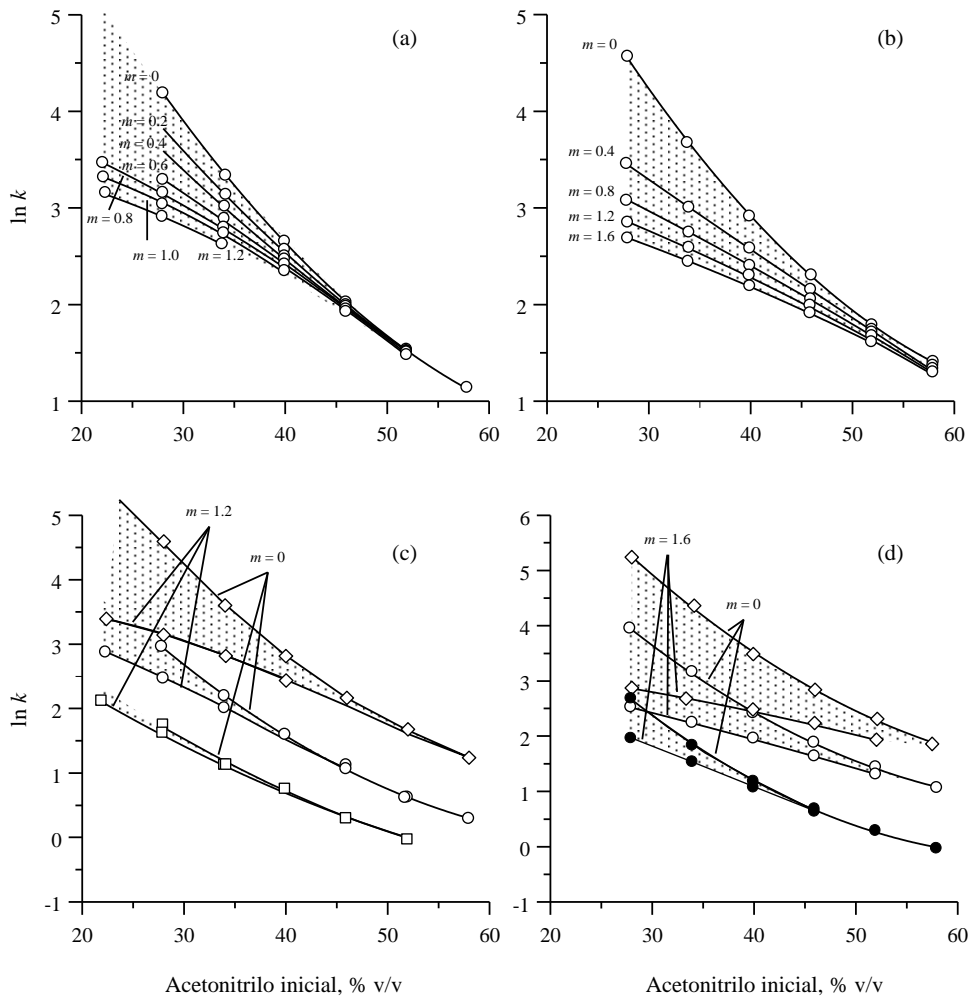 5
(a)
m = 0
4
m = 0.2
m = 0.4
m = 0.6
ln k
3
m = 0.8
m = 1.0
m = 1.2
2
1
20
30
40
50
60
5
(b)
m = 0
4
m = 0.4
3
m = 0.8
m = 1.2
m = 1.6
2
1
20
30
40
50
60
5
m = 1.2
(c)
m = 0
4
3
ln k
2
1
0
-1
20
30
40
50
60
Acetonitrilo inicial, % v/v
6
m = 1.6
(d)
5
m = 0
4
3
2
1
0
-1
20
30
40
50
60
Acetonitrilo inicial, % v/v